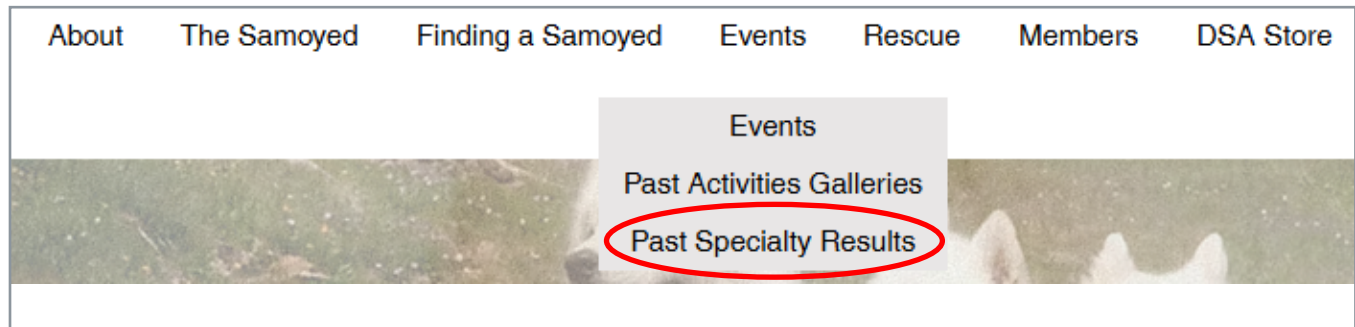 About The Samoyed Finding a Samoyed Events Rescue Members DSA Store
Events
Past Activities Galleries
Past Specialty Results